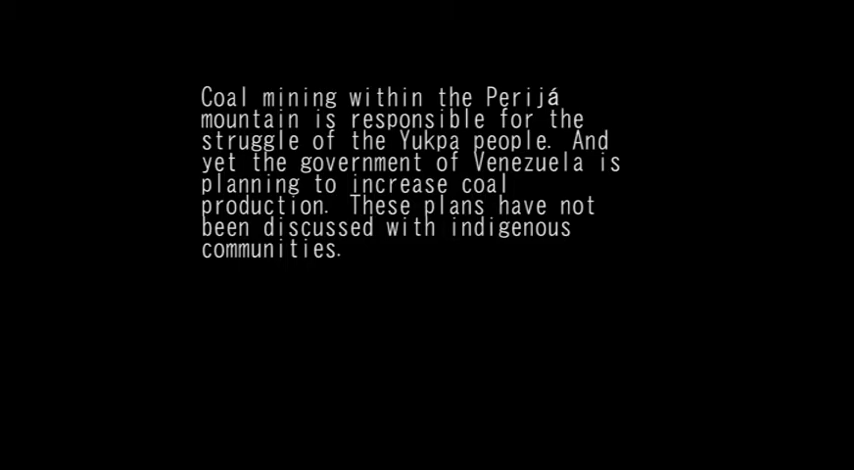 Coal mining within the Perijá
mountain is responsible for the
struggle of the Yukpa people. And
yet the government of Venezuela is
planning to increase coal
production. These plans have not
been discussed with indigenous
communities.